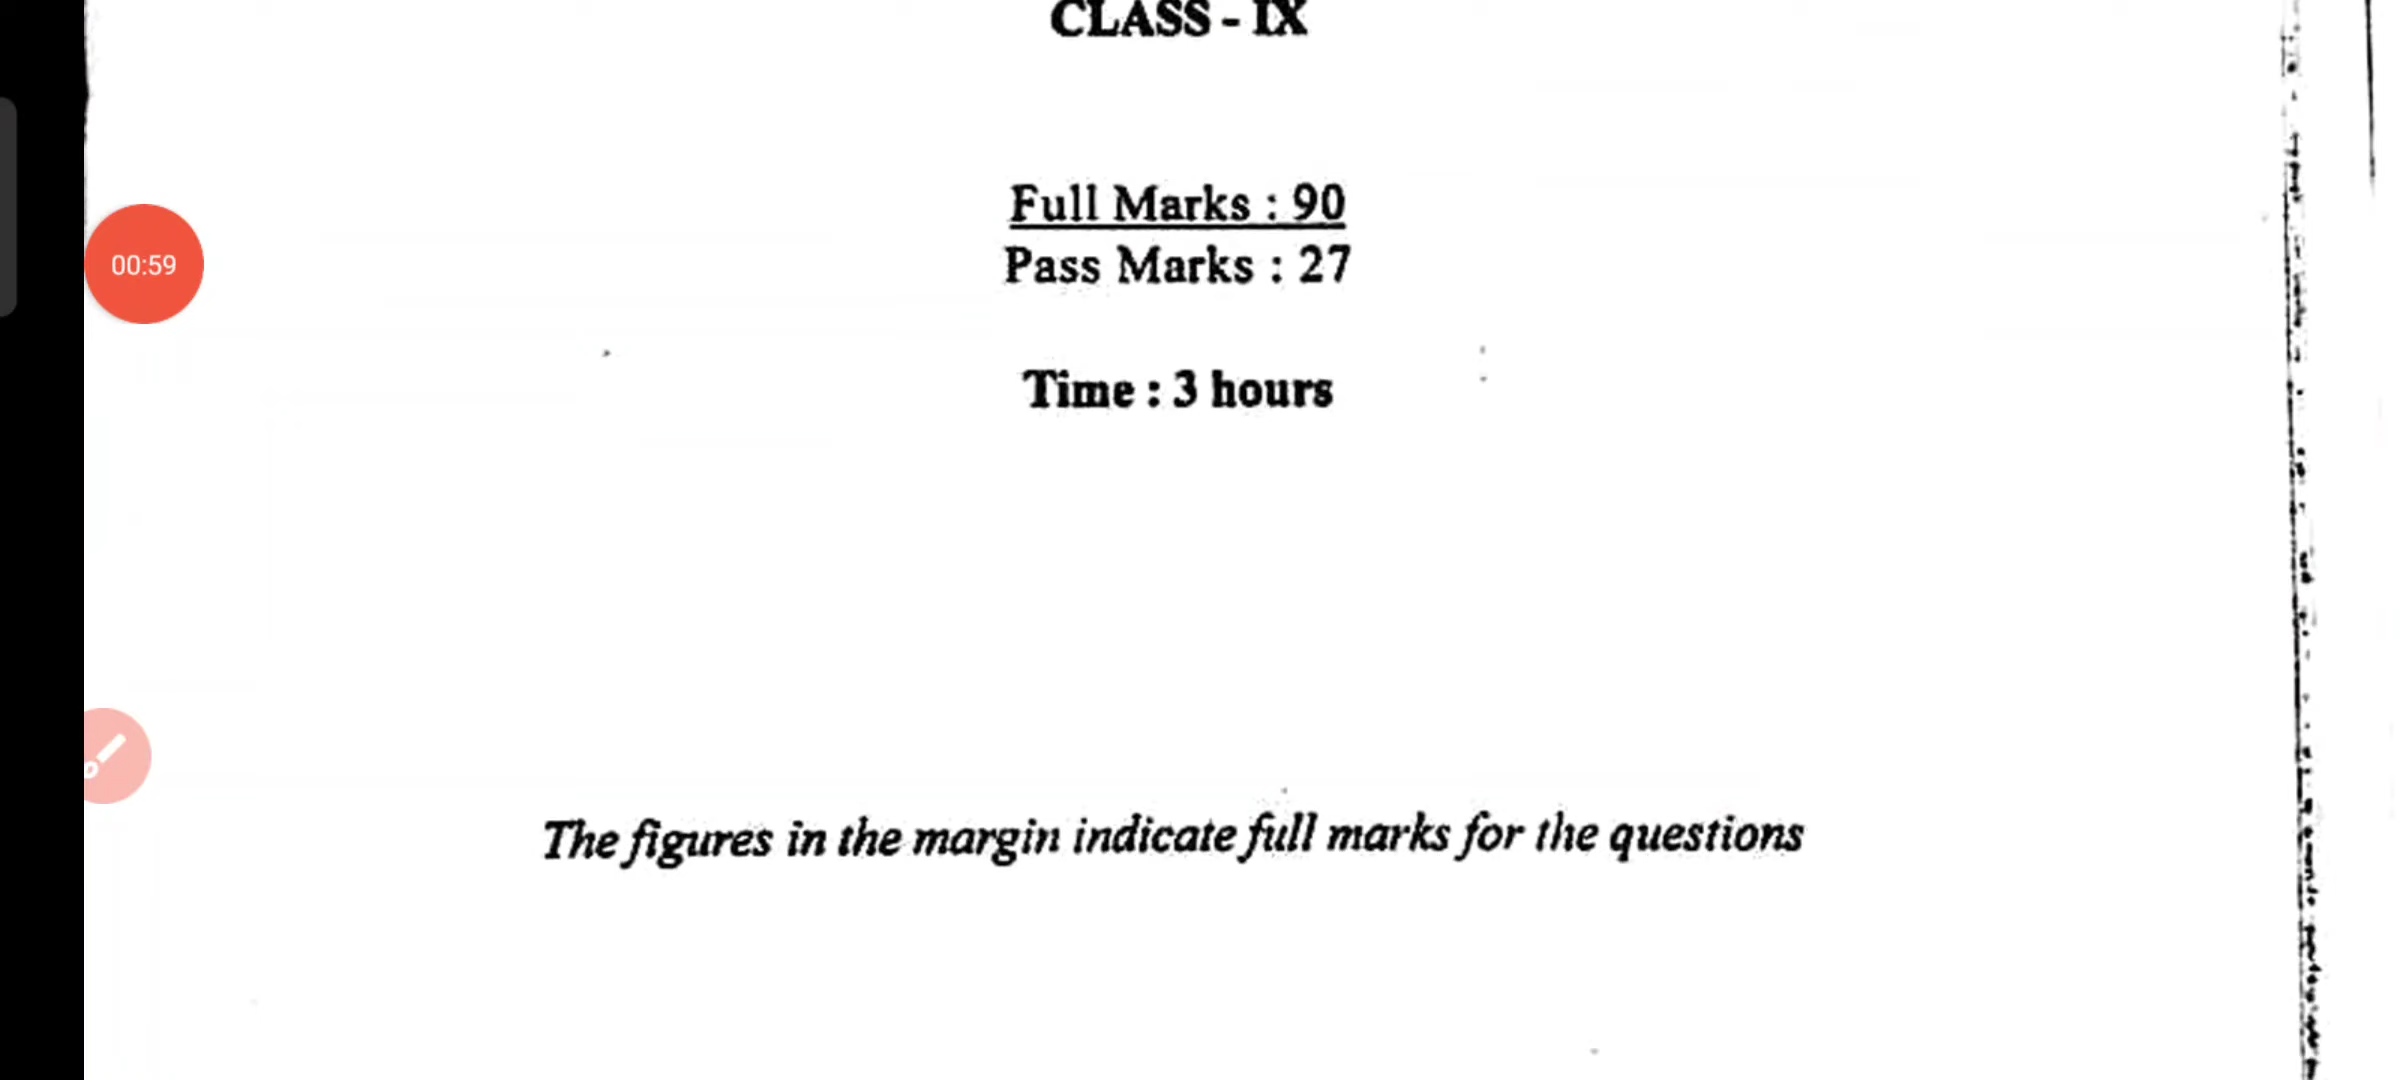 CLASS - IX
Full Marks : 90
Pass Marks : 27
00:59
Time : 3 hours
The figures in the margin indicate full marks for the questions